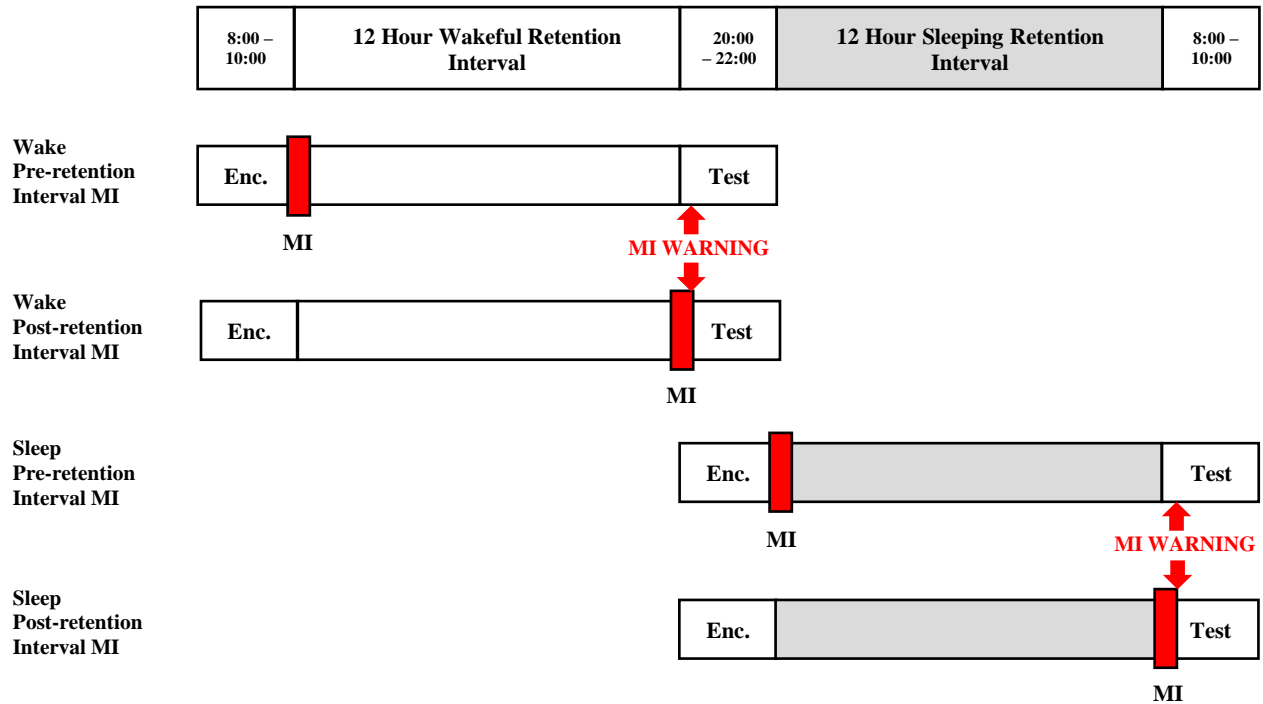 8:00 –
10:00
12 Hour Wakeful Retention
Interval
20:00
– 22:00
12 Hour Sleeping Retention
Interval
8:00 –
10:00
Wake
Pre-retention
Interval MI
Enc.
Test
MI
MI WARNING
Wake
Post-retention
Interval MI
Enc.
Test
MI
Sleep
Pre-retention
Interval MI
Enc.
Test
MI
MI WARNING
Sleep
Post-retention
Interval MI
Enc.
Test
MI